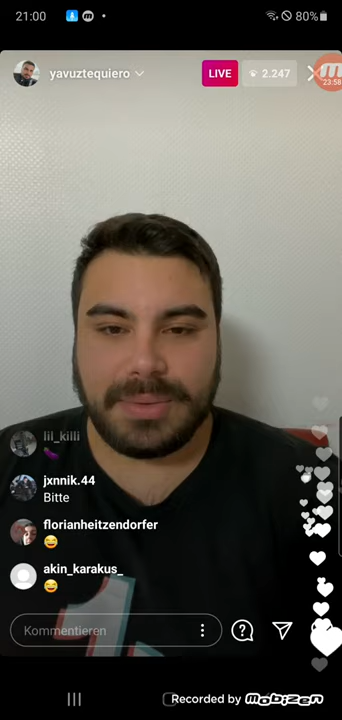 21:00
80%
yavuztequiero
LIVE
2.247
23:58
lil_killi
jxnnik.44
Bitte
florianheitzendorfer
akin_karakus_
Kommentieren
Recorded by Mobizen